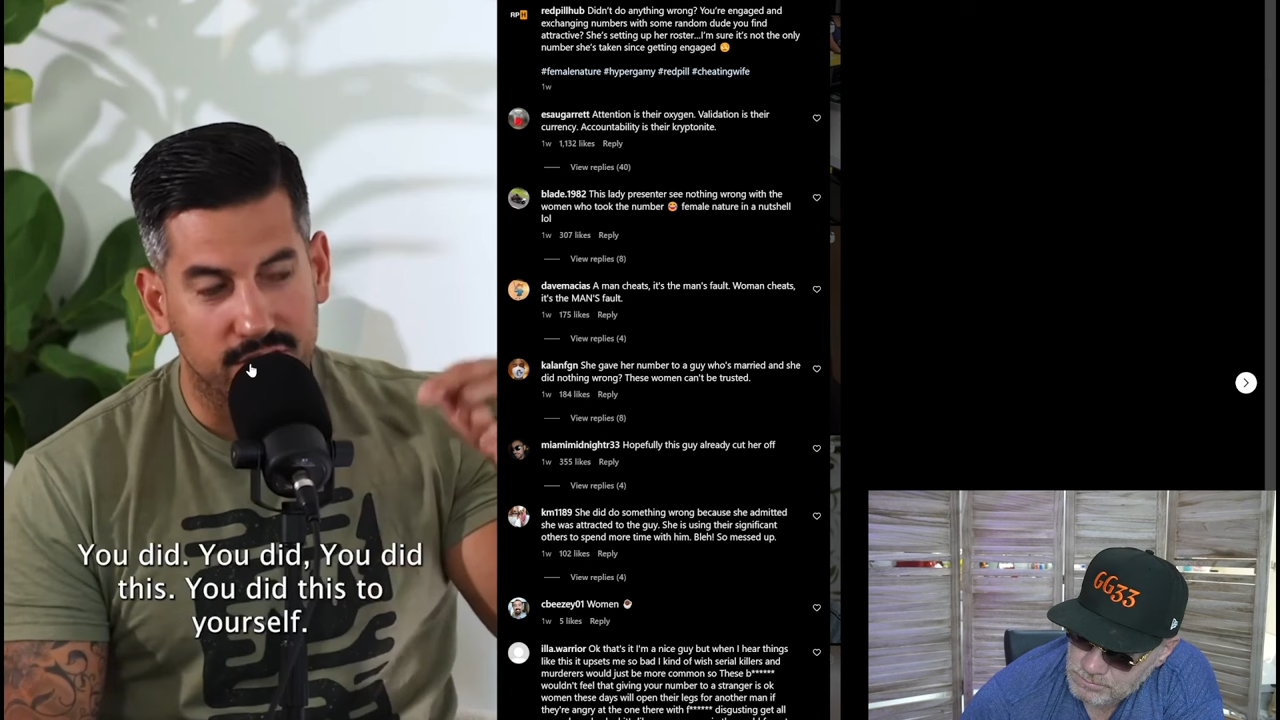 RPH
redpillhub Didn't do anything wrong? You're engaged and
exchanging numbers with some random dude you find
attractive? She's setting up her roster...I'm sure it's not the only
number she's taken since getting engaged
#femalenature #hypergamy #redpill #cheatingwife
1w
esaugarrett Attention is their oxygen. Validation is their
currency. Accountability is their kryptonite.
1w 1,132 likes Reply
View replies (40)
blade.1982 This lady presenter see nothing wrong with the
women who took the number 😂 female nature in a nutshell
lol
1w 307 likes Reply
View replies (8)
davemacias A man cheats, it's the man's fault. Woman cheats,
it's the MAN'S fault.
1w 175 likes Reply
View replies (4)
kalanfgn She gave her number to a guy who's married and she
did nothing wrong? These women can't be trusted.
1w 184 likes Reply
View replies (8)
miamimidnightr33 Hopefully this guy already cut her off
1w 355 likes Reply
View replies (4)
km1189 She did do something wrong because she admitted
she was attracted to the guy. She is using their significant
others to spend more time with him. Bleh! So messed up.
1w 102 likes Reply
View replies (4)
cbeezey01 Women ☕
1w 5 likes Reply
illa.warrior Ok that's it I'm a nice guy but when I hear things
like this it upsets me so bad I kind of wish serial killers and
murderers would just be more common so These b******
wouldn't feel that giving your number to a stranger is ok
women these days will open their legs for another man if
they're angry at the one there with f****** disgusting get all
You did. You did, You did
this. You did this to
yourself.
GG33